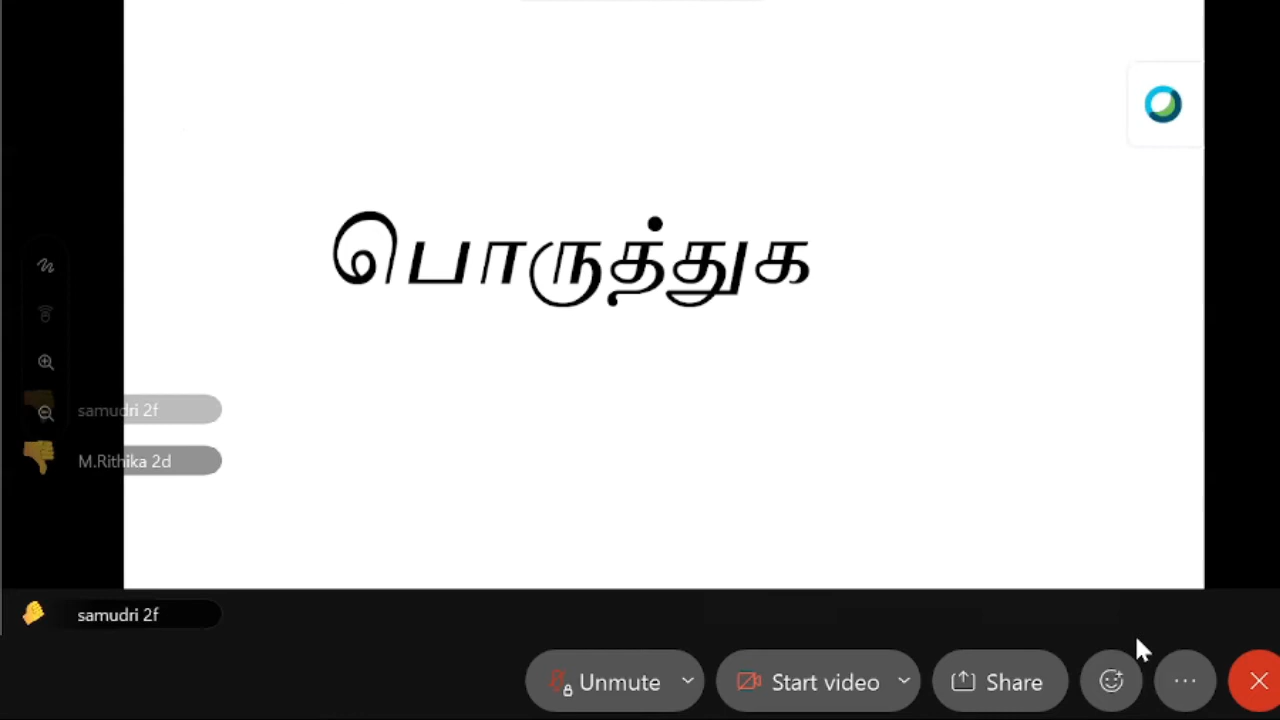 பொருத்துக
samudri 2f
M.Rithika 2d
samudri 2f
Unmute
Start video
Share